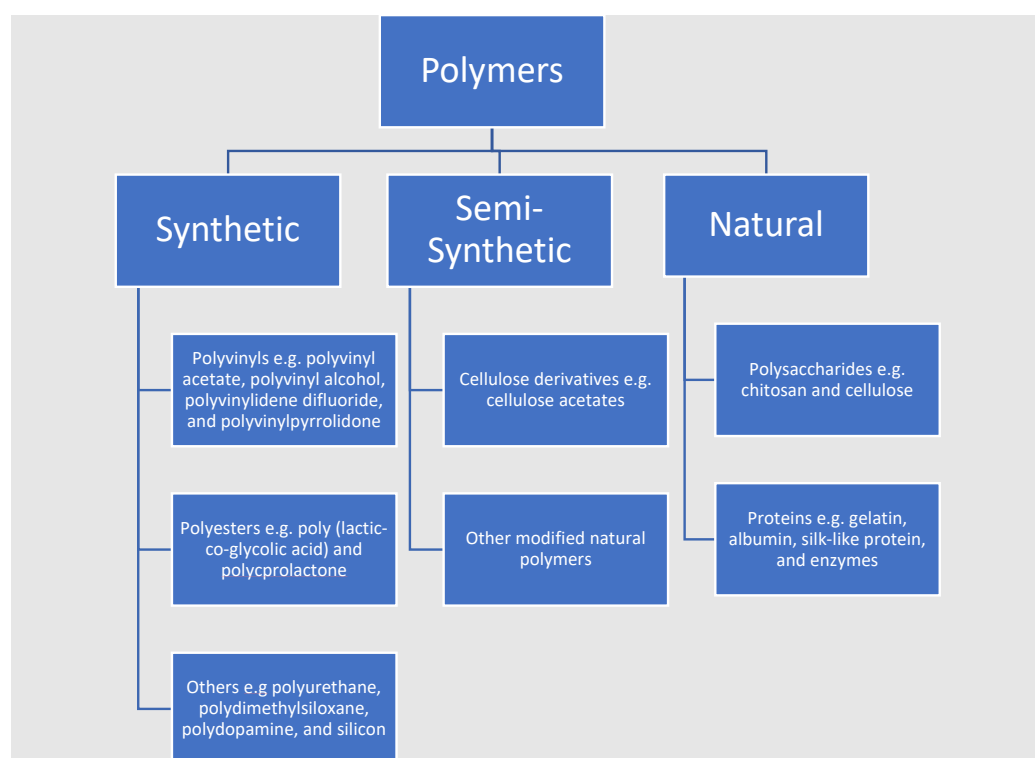 Polymers
Synthetic
Semi-
Synthetic
Natural
Polyvinyls e.g. polyvinyl
acetate, polyvinyl alcohol,
polyvinylidene difluoride,
and polyvinylpyrrolidone
Cellulose derivatives e.g.
cellulose acetates
Polysaccharides e.g.
chitosan and cellulose
Polyesters e.g. poly (lactic-
co-glycolic acid) and
polycprolactone
Other modified natural
polymers
Proteins e.g. gelatin,
albumin, silk-like protein,
and enzymes
Others e.g polyurethane,
polydimethylsiloxane,
polydopamine, and silicon